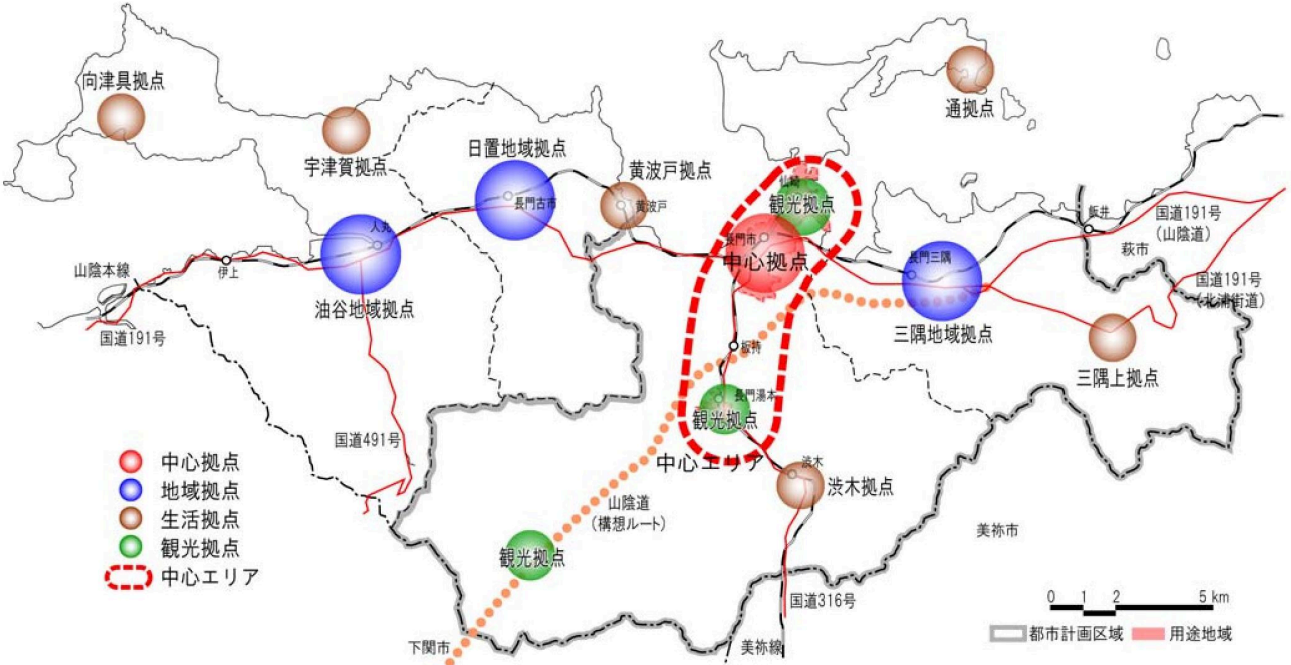 向津具拠点
宇津賀拠点
日置地域拠点
長門古市
黄波戸拠点
黄波戸
通拠点
仙崎
観光拠点
長門市
中心拠点
人丸
油谷地域拠点
伊上
山陰本線
国道191号
長門三隅
三隅地域拠点
飯井
国道191号
(山陰道)
萩市
国道191号
(北浦街道)
三隅上拠点
板持
長門湯本
観光拠点
中心エリア
渋木
渋木拠点
国道491号
山陰道
(構想ルート)
観光拠点
美祢市
国道316号
美祢線
下関市
中心拠点
地域拠点
生活拠点
観光拠点
中心エリア
0 1 2 5 km
都市計画区域 用途地域